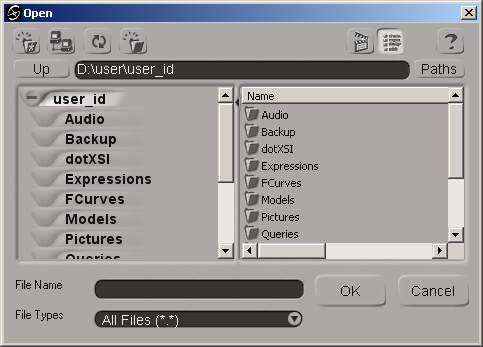 Open
?
Up D:\user\user_id Paths
user_id
Audio
Backup
dotXSI
Expressions
FCurves
Models
Pictures
Queries
Name
Audio
Backup
dotXSI
Expressions
FCurves
Models
Pictures
Queries
File Name
OK Cancel
File Types All Files (*.*)